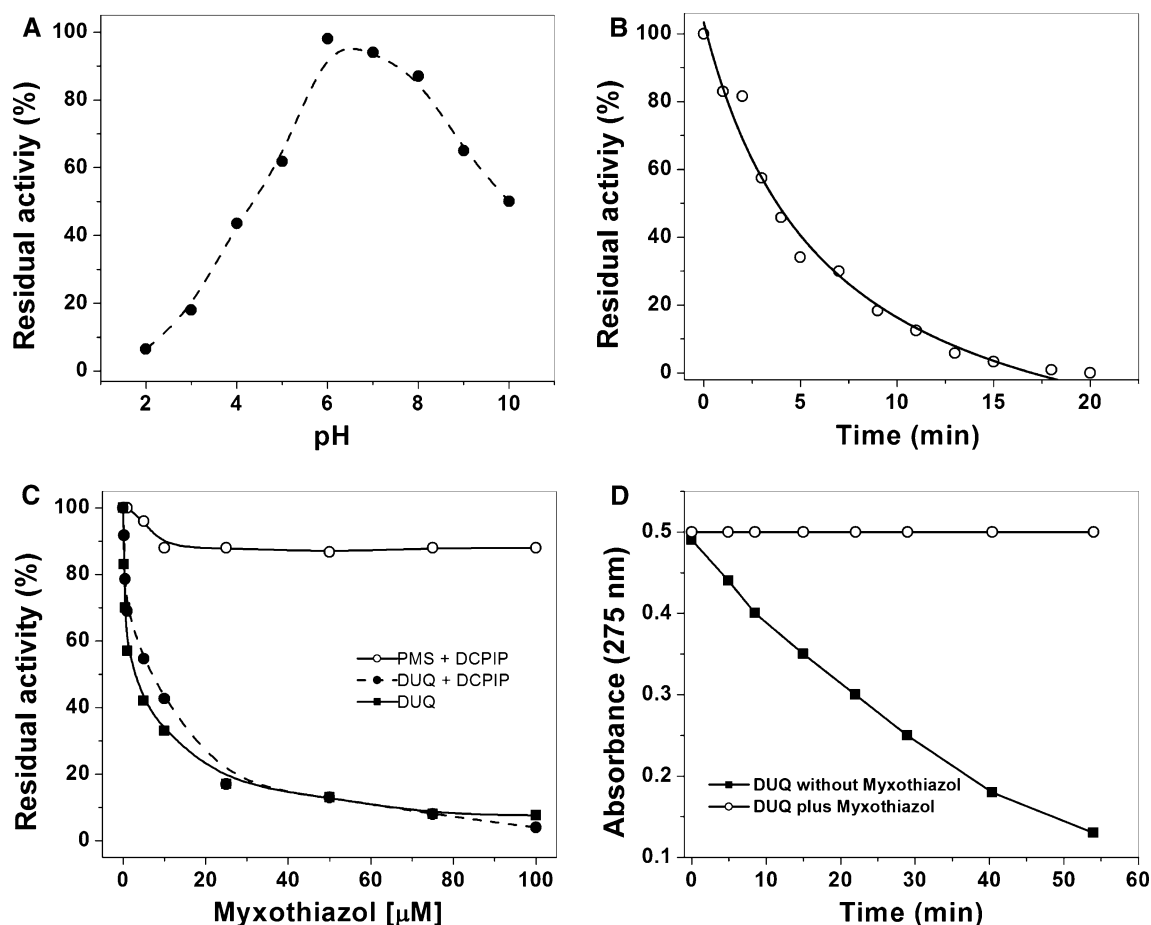 A
Residual activiy (%)
100
80
60
40
20
0
2
4
6
8
10
pH
B
Residual activiy (%)
100
80
60
40
20
0
0
5
10
15
20
Time (min)
C
Residual activity (%)
100
80
60
40
20
0
PMS + DCPIP
DUQ + DCPIP
DUQ
0
20
40
60
80
100
Myxothiazol [µM]
D
Absorbance (275 nm)
0.5
0.4
0.3
0.2
0.1
DUQ without Myxothiazol
DUQ plus Myxothiazol
0
10
20
30
40
50
60
Time (min)